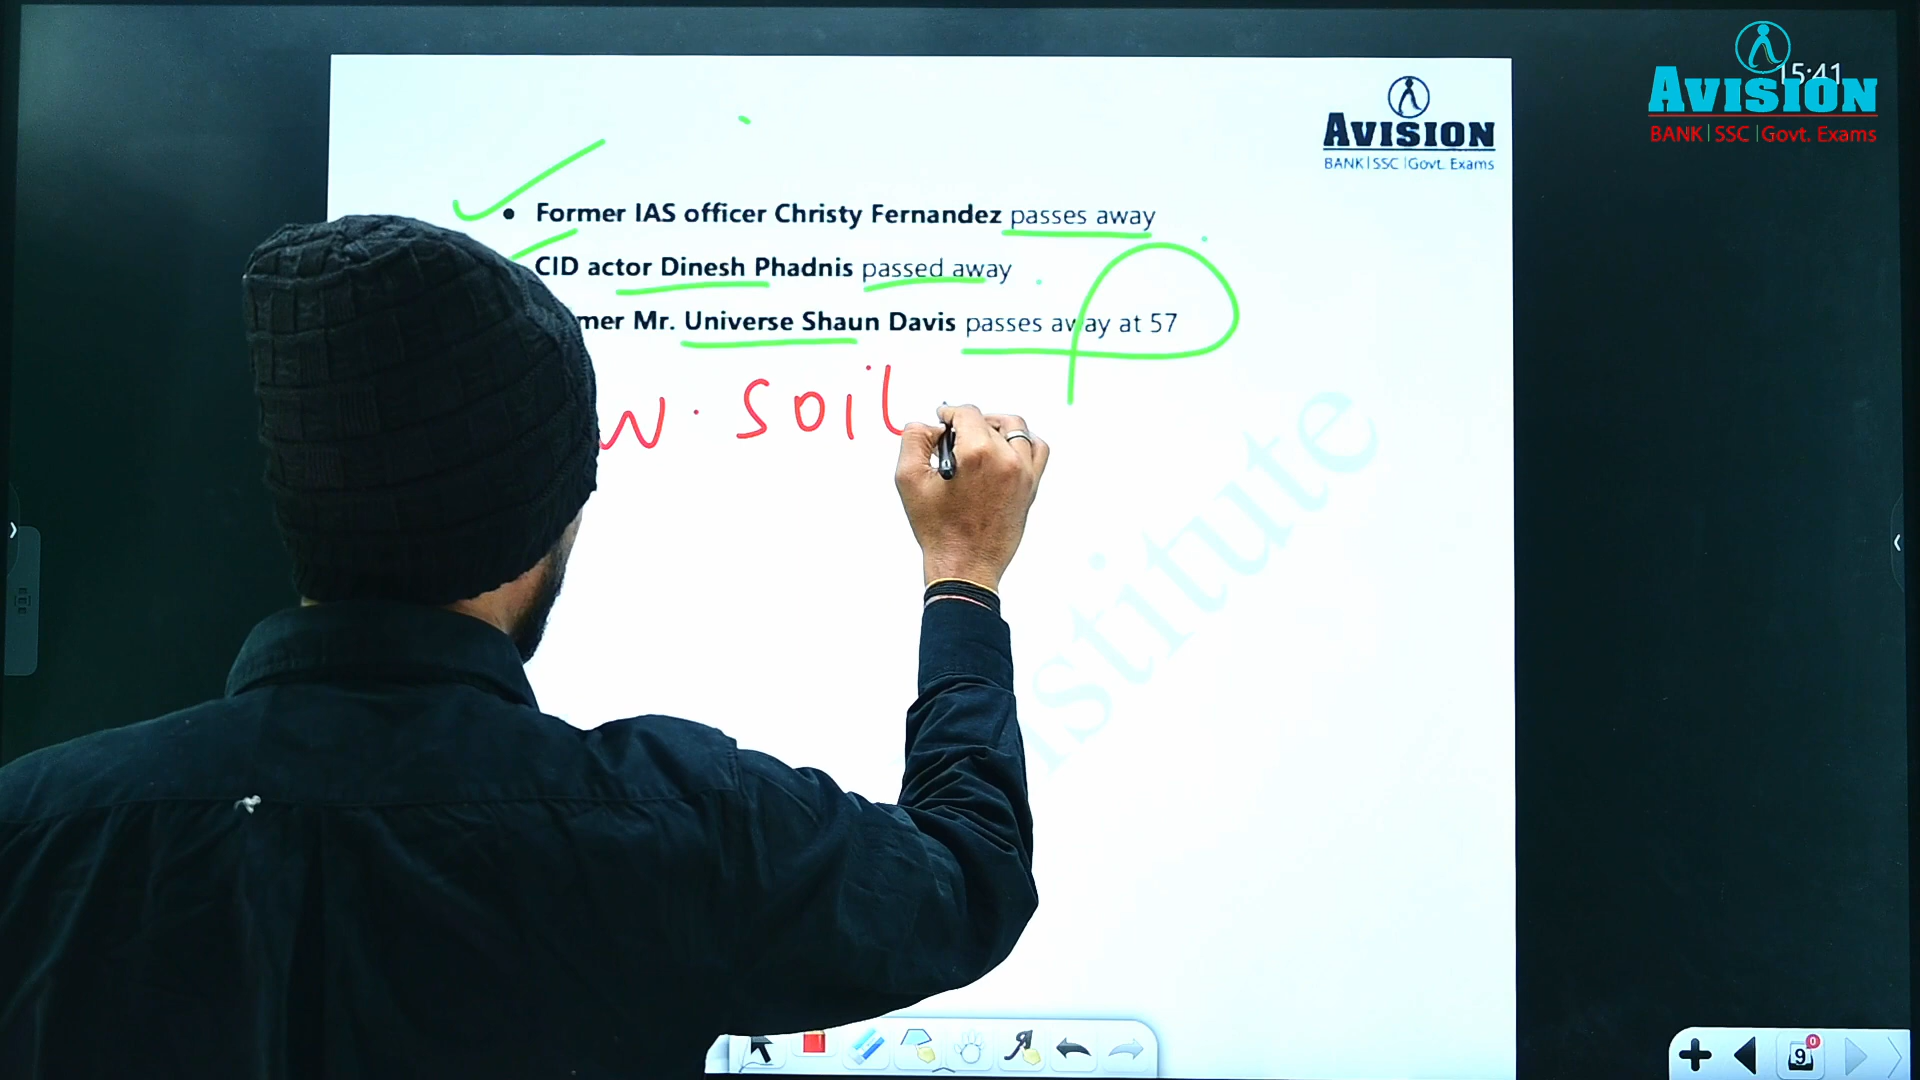 15:41
AVISION
BANK | SSC | Govt. Exams
AVISION
BANK | SSC | Govt. Exams
• Former IAS officer Christy Fernandez passes away
CID actor Dinesh Phadnis passed away
mer Mr. Universe Shaun Davis passes away at 57
W. Soil
stitute
9
0